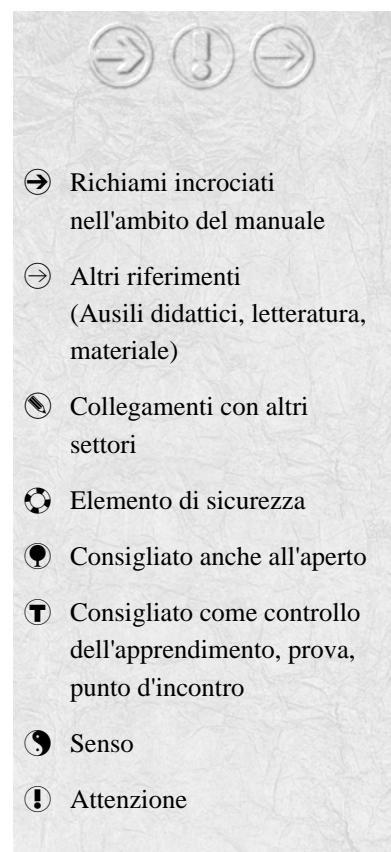 Richiami incrociati
nell'ambito del manuale
Altri riferimenti
(Ausili didattici, letteratura,
materiale)
Collegamenti con altri
settori
Elemento di sicurezza
Consigliato anche all'aperto
T Consigliato come controllo
dell'apprendimento, prova,
punto d'incontro
Senso
! Attenzione